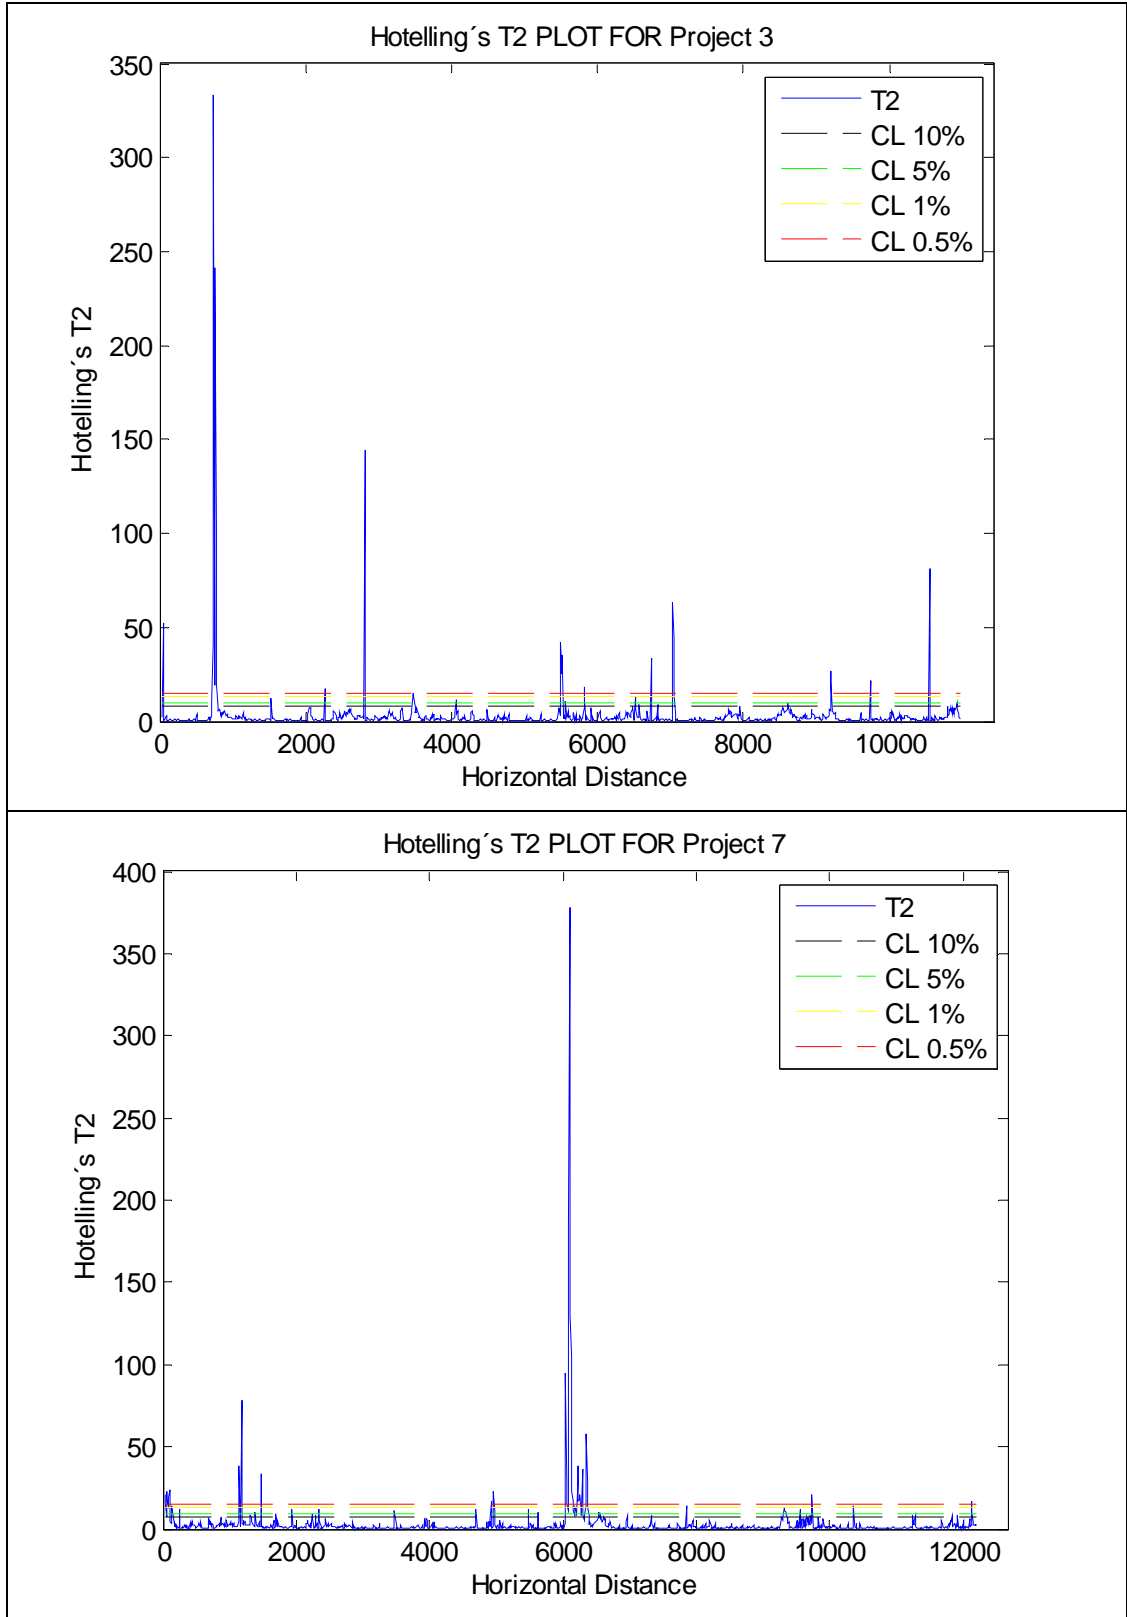 Hotelling´s T2 PLOT FOR Project 3
350
300
250
200
150
100
50
0
Hotelling´s T2
T2
CL 10%
CL 5%
CL 1%
CL 0.5%
0 2000 4000 6000 8000 10000
Horizontal Distance
Hotelling´s T2 PLOT FOR Project 7
400
350
300
250
200
150
100
50
0
Hotelling´s T2
T2
CL 10%
CL 5%
CL 1%
CL 0.5%
0 2000 4000 6000 8000 10000 12000
Horizontal Distance